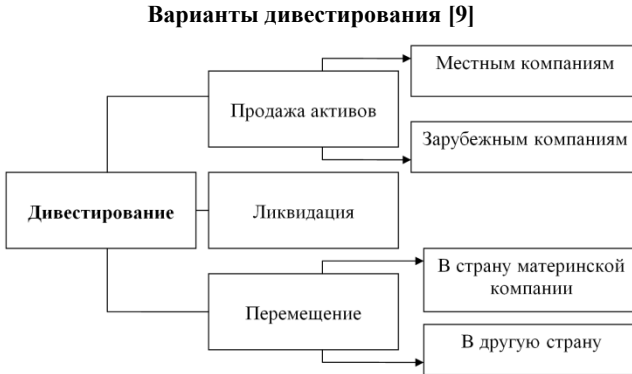 Варианты дивестирования [9]
Местным компаниям
Продажа активов
Зарубежным компаниям
Дивестирование
Ликвидация
В страну материнской
компании
Перемещение
В другую страну